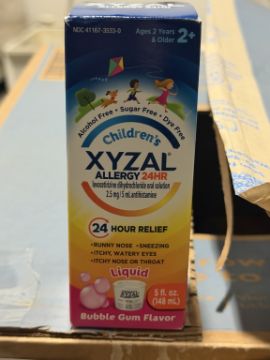 NDC 41167-3533-0
Ages 2 Years
& Older 2+
Alcohol Free • Sugar Free • Dye Free
Children's
XYZAL®
ALLERGY 24HR
levocetirizine dihydrochloride oral solution
2.5 mg / 5 mL antihistamine
24 HOUR RELIEF
• RUNNY NOSE • SNEEZING
• ITCHY, WATERY EYES
• ITCHY NOSE OR THROAT
Liquid
XYZAL
5 fl. oz.
(148 mL)
Bubble Gum Flavor